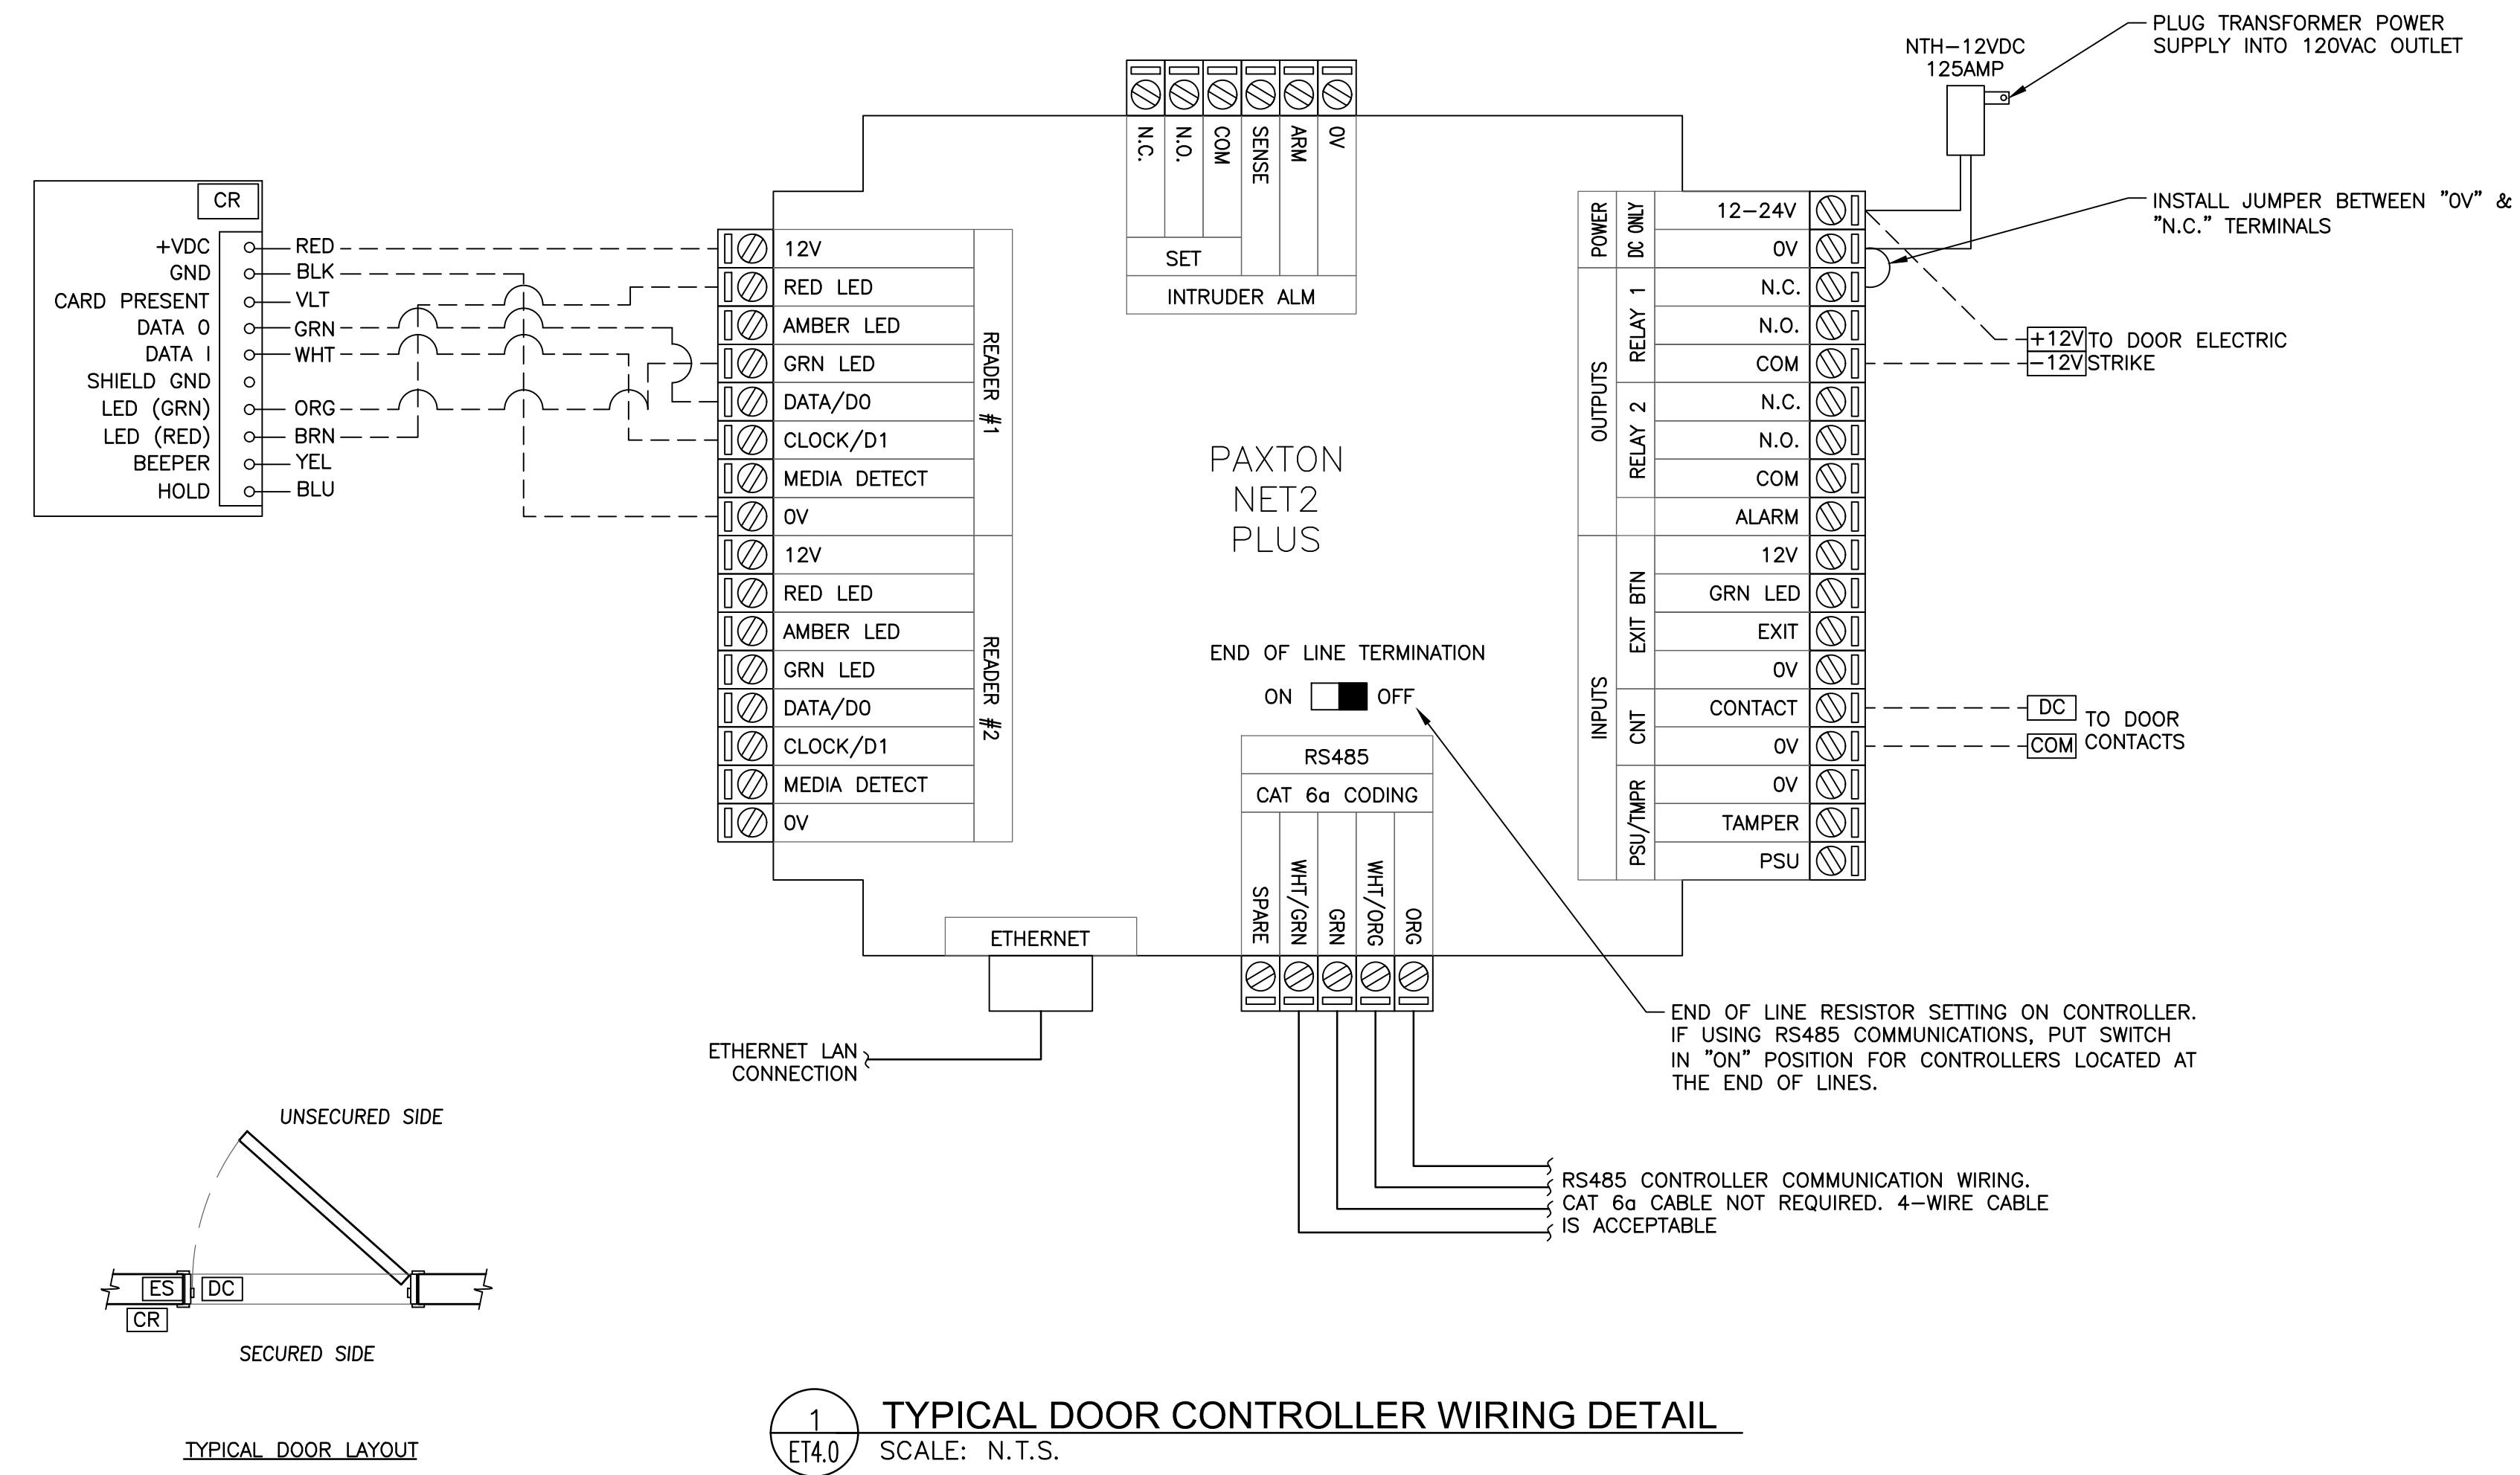 PLUG TRANSFORMER POWER
SUPPLY INTO 120VAC OUTLET
NTH-12VDC
125AMP
INSTALL JUMPER BETWEEN "0V" &
"N.C." TERMINALS
N.C.
N.O.
COM
SENSE
ARM
0V
SET
INTRUDER ALM
CR
+VDC RED
GND BLK
CARD PRESENT VLT
DATA 0 GRN
DATA I WHT
SHIELD GND
LED (GRN) ORG
LED (RED) BRN
BEEPER YEL
HOLD BLU
12V
RED LED
AMBER LED
GRN LED
DATA/D0
CLOCK/D1
MEDIA DETECT
0V
READER #1
12V
RED LED
AMBER LED
GRN LED
DATA/D0
CLOCK/D1
MEDIA DETECT
0V
READER #2
PAXTON
NET2
PLUS
POWER
DC ONLY
12-24V
0V
OUTPUTS
RELAY 1
N.C.
N.O.
COM
RELAY 2
N.C.
N.O.
COM
ALARM
INPUTS
EXIT BTN
12V
GRN LED
EXIT
0V
CNT
CONTACT
0V
PSU/TMPR
0V
TAMPER
PSU
+12V TO DOOR ELECTRIC
-12V STRIKE
DC TO DOOR
COM CONTACTS
END OF LINE TERMINATION
ON OFF
RS485
CAT 6a CODING
SPARE
WHT/GRN
GRN
WHT/ORG
ORG
ETHERNET
ETHERNET LAN
CONNECTION
END OF LINE RESISTOR SETTING ON CONTROLLER.
IF USING RS485 COMMUNICATIONS, PUT SWITCH
IN "ON" POSITION FOR CONTROLLERS LOCATED AT
THE END OF LINES.
RS485 CONTROLLER COMMUNICATION WIRING.
CAT 6a CABLE NOT REQUIRED. 4-WIRE CABLE
IS ACCEPTABLE
UNSECURED SIDE
ES DC
CR
SECURED SIDE
TYPICAL DOOR LAYOUT
1
ET4.0
TYPICAL DOOR CONTROLLER WIRING DETAIL
SCALE: N.T.S.